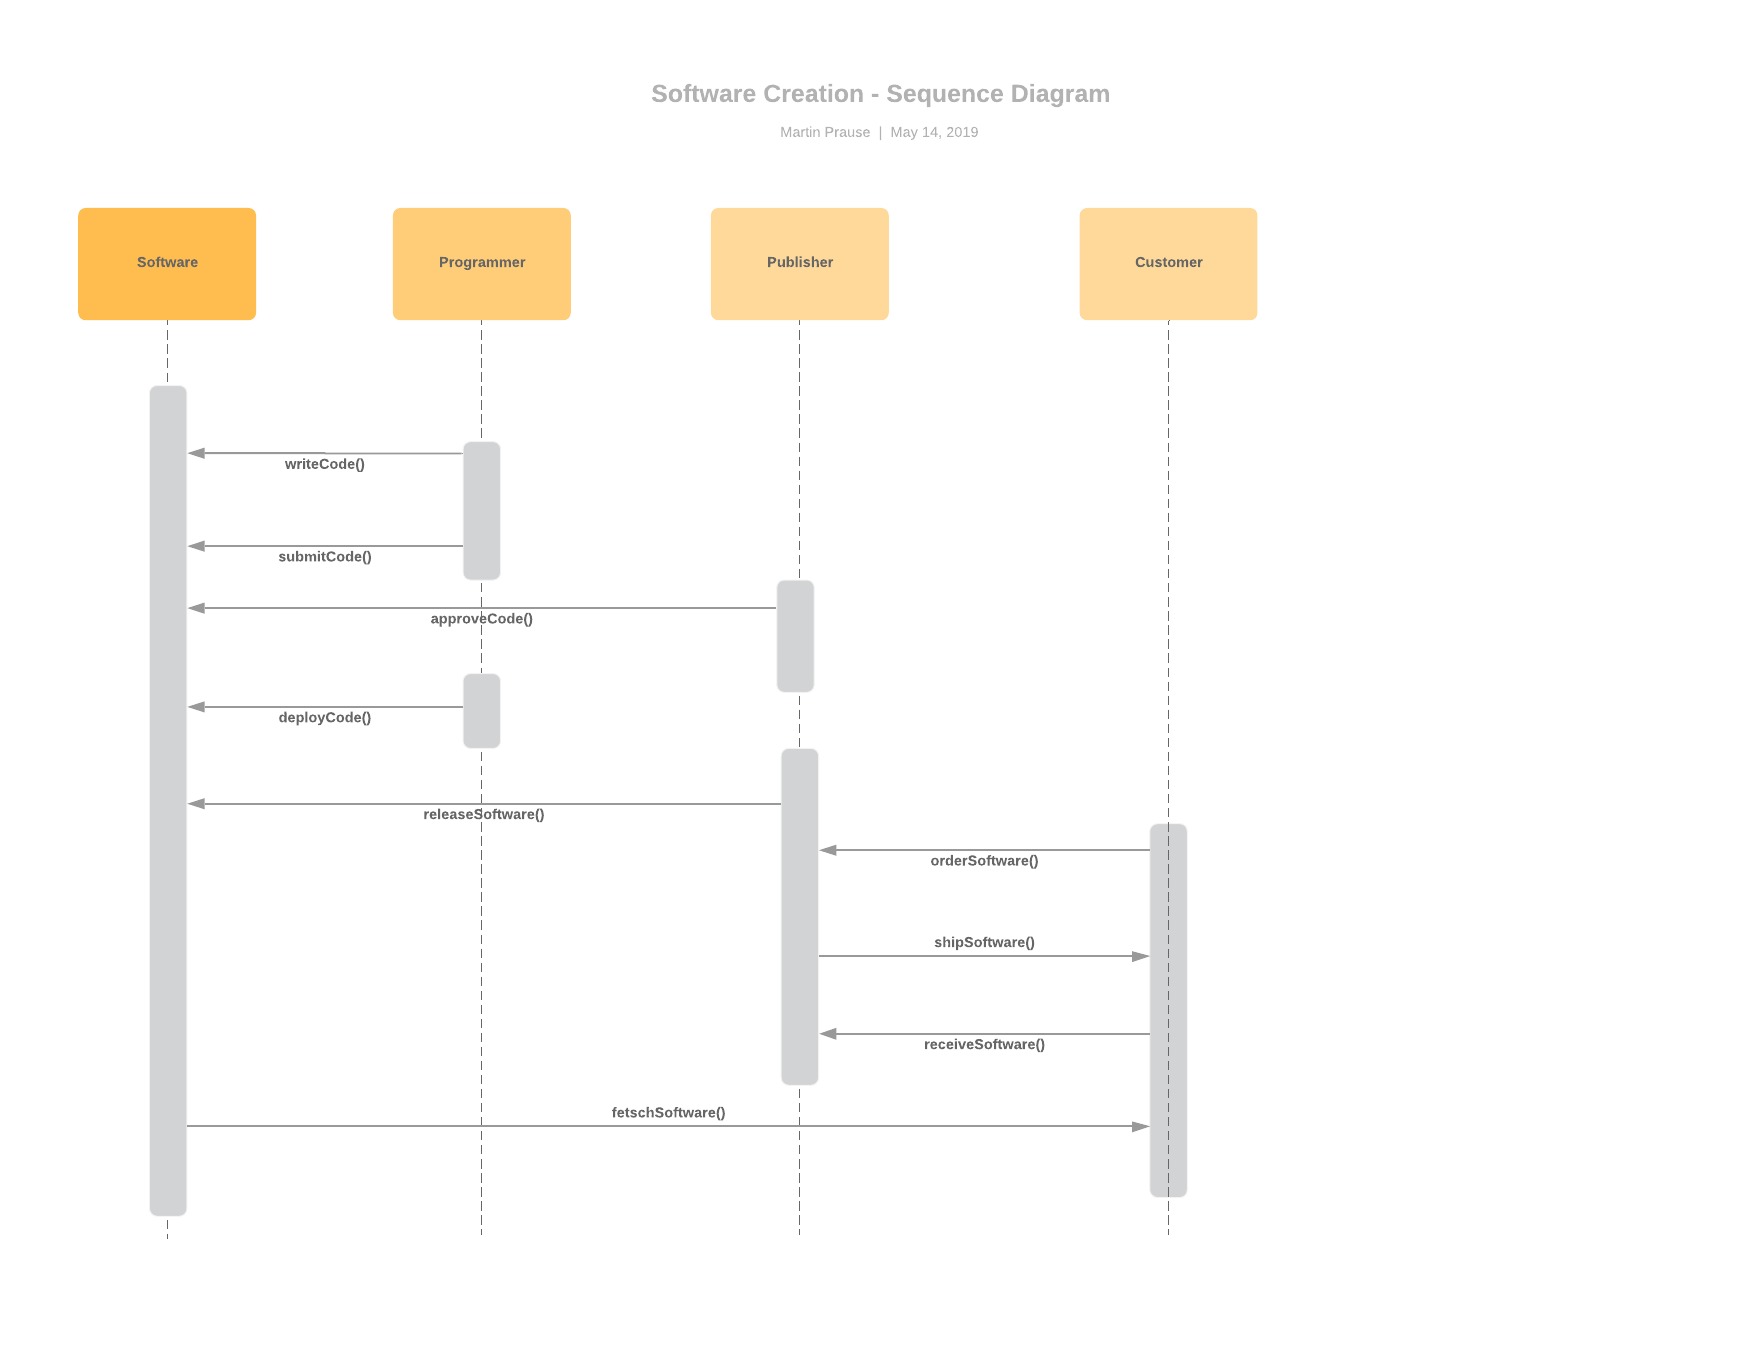 Software Creation - Sequence Diagram
Martin Prause | May 14, 2019
Software
Programmer
Publisher
Customer
writeCode()
submitCode()
approveCode()
deployCode()
releaseSoftware()
orderSoftware()
shipSoftware()
receiveSoftware()
fetschSoftware()